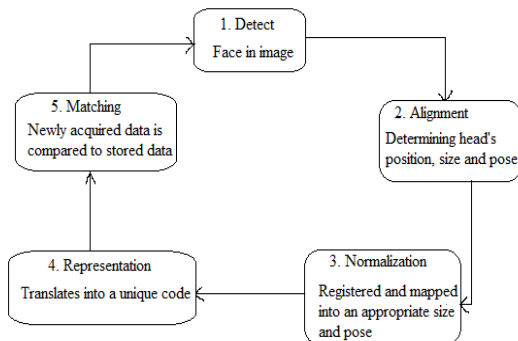 1. Detect
Face in image
2. Alignment
Determining head's
position, size and pose
3. Normalization
Registered and mapped
into an appropriate size
and pose
4. Representation
Translates into a unique code
5. Matching
Newly acquired data is
compared to stored data